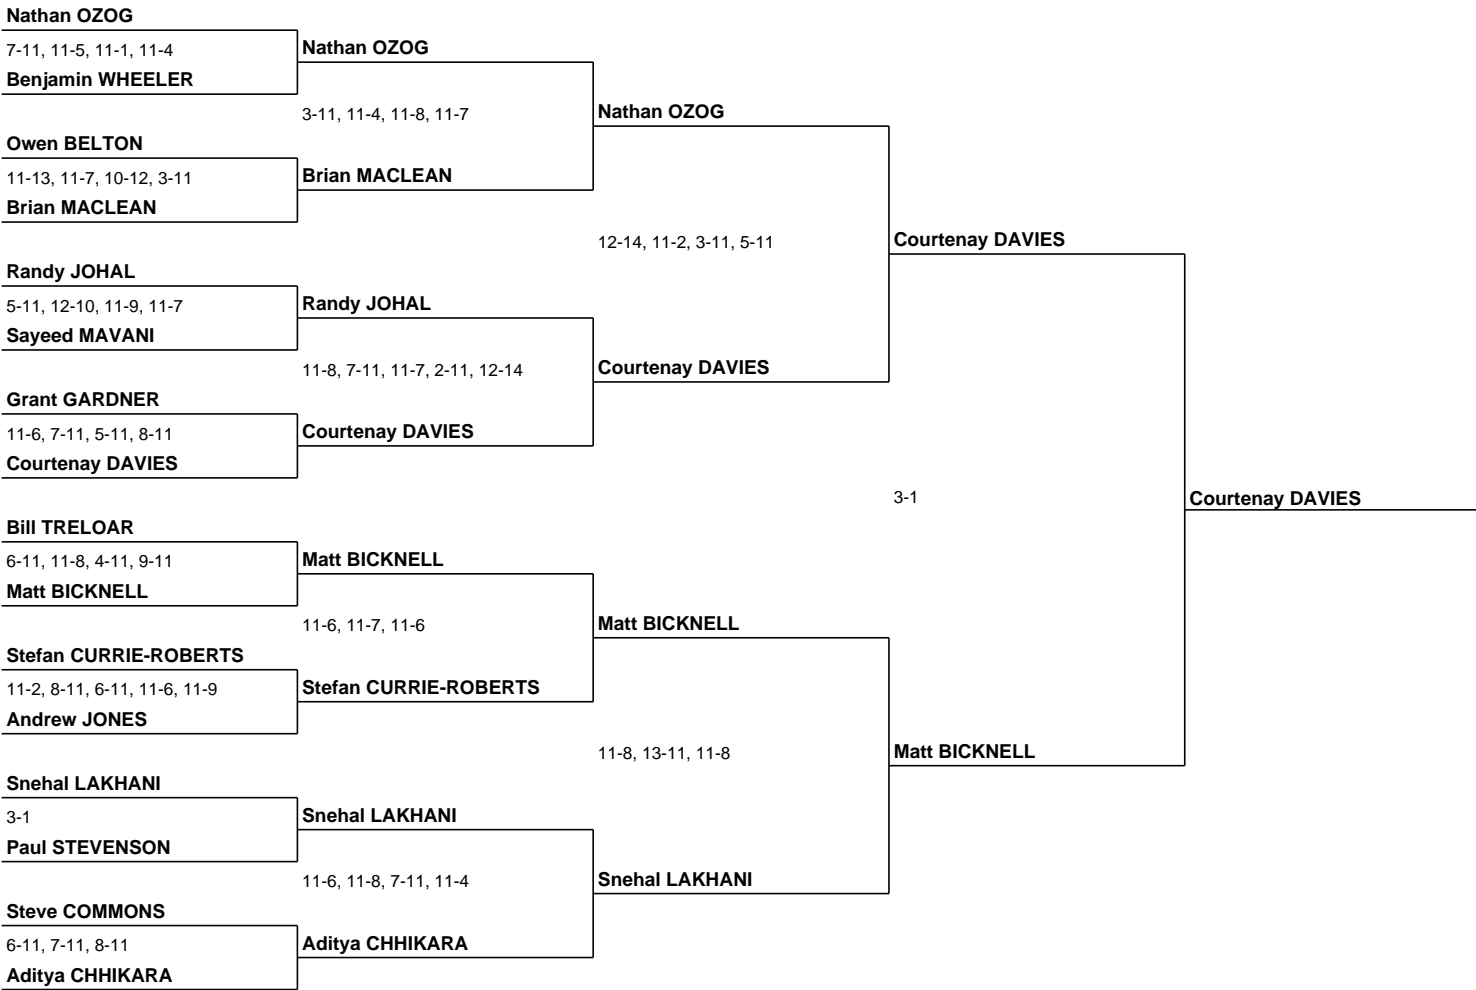 Nathan OZOG
7-11, 11-5, 11-1, 11-4
Benjamin WHEELER
Owen BELTON
11-13, 11-7, 10-12, 3-11
Brian MACLEAN
Randy JOHAL
5-11, 12-10, 11-9, 11-7
Sayeed MAVANI
Grant GARDNER
11-6, 7-11, 5-11, 8-11
Courtenay DAVIES
Bill TRELOAR
6-11, 11-8, 4-11, 9-11
Matt BICKNELL
Stefan CURRIE-ROBERTS
11-2, 8-11, 6-11, 11-6, 11-9
Andrew JONES
Snehal LAKHANI
3-1
Paul STEVENSON
Steve COMMONS
6-11, 7-11, 8-11
Aditya CHHIKARA
Nathan OZOG
3-11, 11-4, 11-8, 11-7
Brian MACLEAN
Randy JOHAL
11-8, 7-11, 11-7, 2-11, 12-14
Courtenay DAVIES
Matt BICKNELL
11-6, 11-7, 11-6
Stefan CURRIE-ROBERTS
Snehal LAKHANI
11-6, 11-8, 7-11, 11-4
Aditya CHHIKARA
Nathan OZOG
12-14, 11-2, 3-11, 5-11
Courtenay DAVIES
Matt BICKNELL
11-8, 13-11, 11-8
Snehal LAKHANI
Courtenay DAVIES
3-1
Matt BICKNELL
Courtenay DAVIES